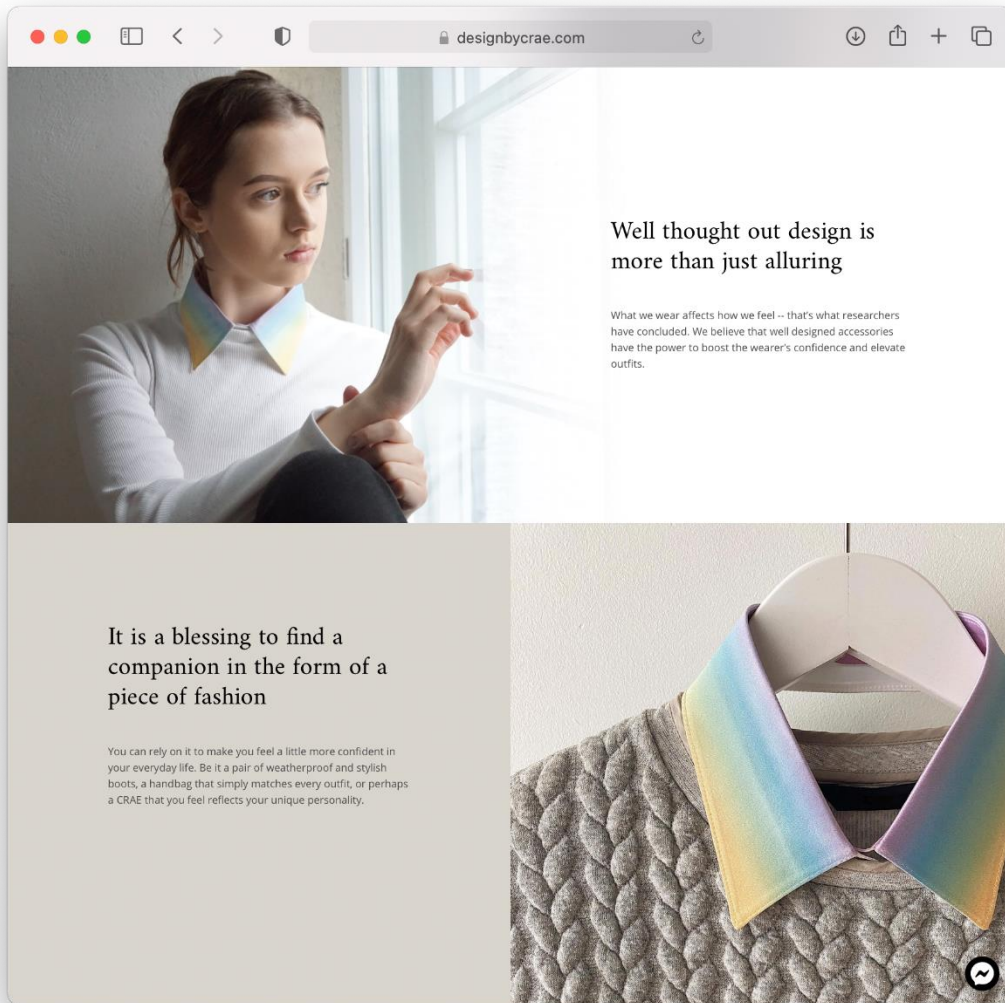 designbycrae.com
Well thought out design is
more than just alluring
What we wear affects how we feel -- that's what researchers
have concluded. We believe that well designed accessories
have the power to boost the wearer's confidence and elevate
outfits.
It is a blessing to find a
companion in the form of a
piece of fashion
You can rely on it to make you feel a little more confident in
your everyday life. Be it a pair of weatherproof and stylish
boots, a handbag that simply matches every outfit, or perhaps
a CRAE that you feel reflects your unique personality.